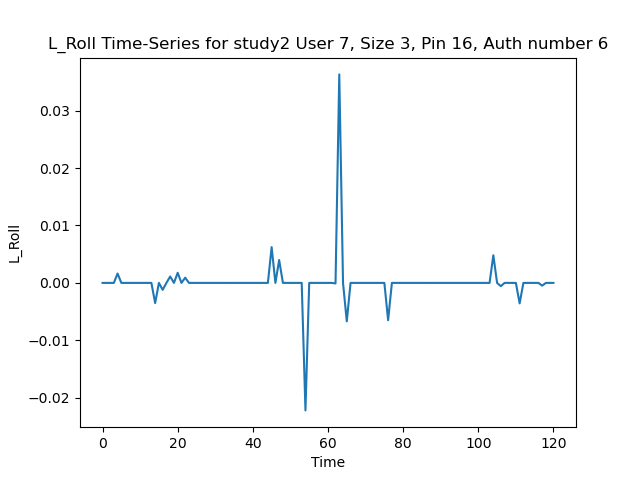 L_Roll Time-Series for study2 User 7, Size 3, Pin 16, Auth number 6
0.03
0.02
0.01
0.00
−0.01
−0.02
L_Roll
0 20 40 60 80 100 120
Time